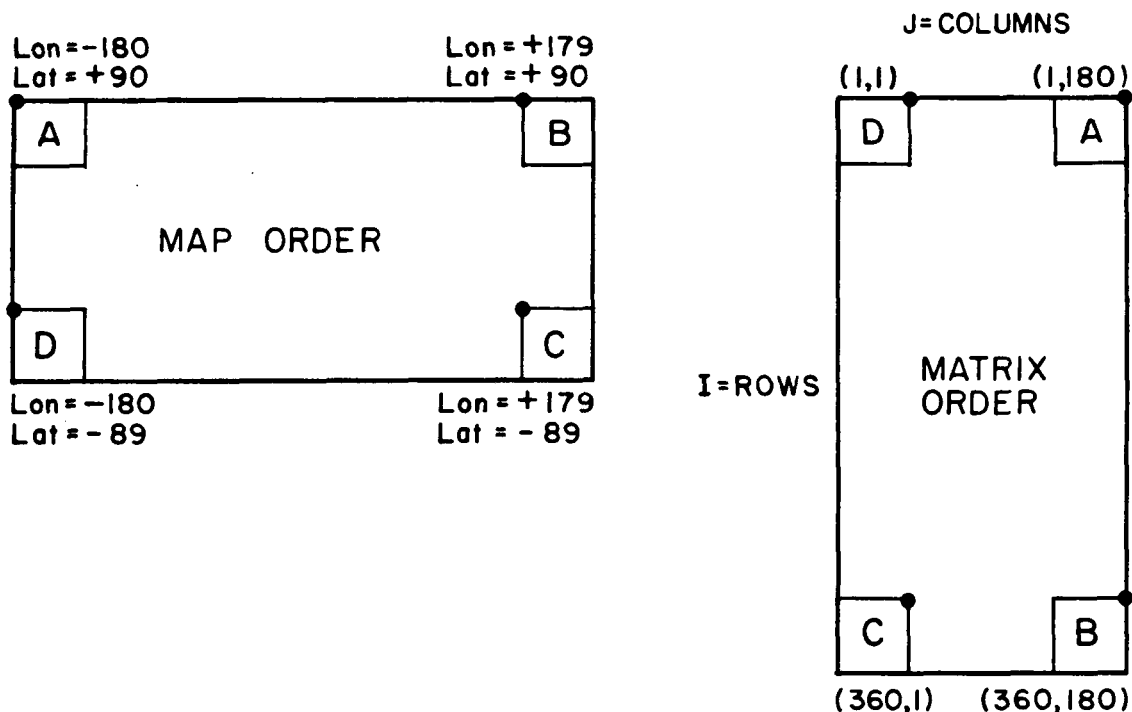 Lon=-180
Lat=+90
Lon=+179
Lat=+90
A
B
MAP ORDER
D
C
Lon=-180
Lat=-89
Lon=+179
Lat=-89
J=COLUMNS
(1,1)
(1,180)
D
A
I=ROWS
MATRIX
ORDER
C
B
(360,1)
(360,180)